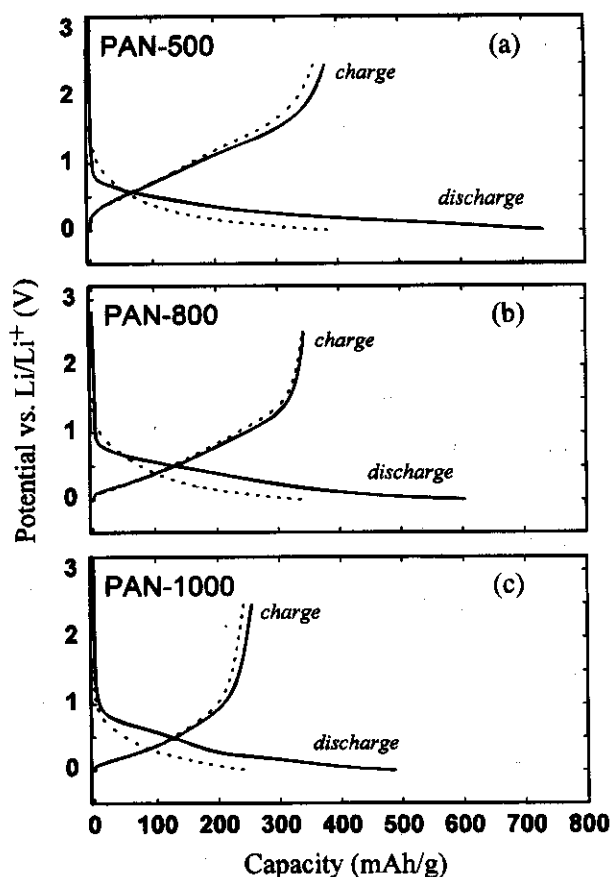 3
PAN-500
(a)
charge
2
1
discharge
0
3
PAN-800
(b)
charge
2
1
discharge
0
3
PAN-1000
(c)
charge
2
1
discharge
0
Potential vs. Li/Li⁺ (V)
0 100 200 300 400 500 600 700 800
Capacity (mAh/g)